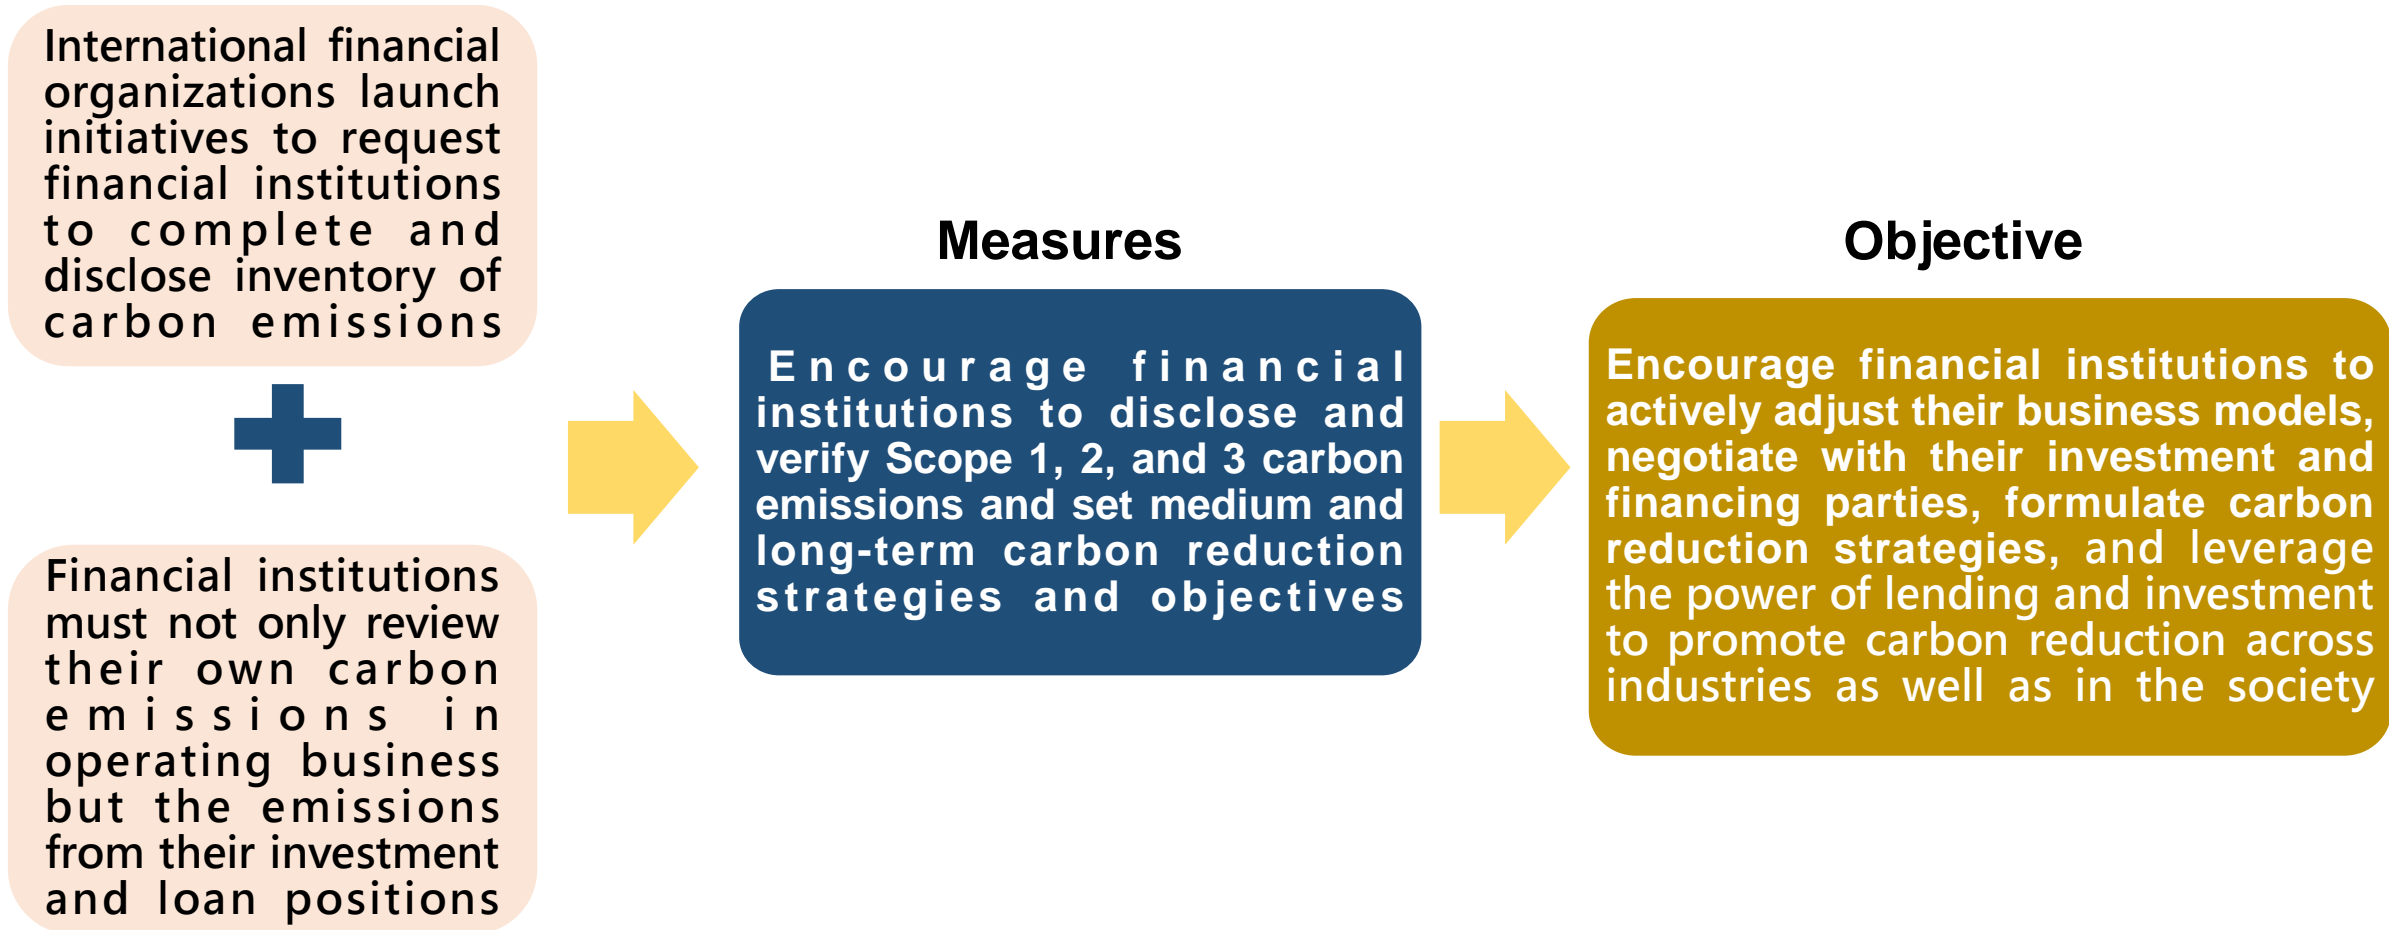 International financial
organizations launch
initiatives to request
financial institutions
to complete and
disclose inventory of
carbon emissions
Financial institutions
must not only review
their own carbon
emissions in
operating business
but the emissions
from their investment
and loan positions
Measures
Encourage financial
institutions to disclose and
verify Scope 1, 2, and 3 carbon
emissions and set medium and
long-term carbon reduction
strategies and objectives
Objective
Encourage financial institutions to
actively adjust their business models,
negotiate with their investment and
financing parties, formulate carbon
reduction strategies, and leverage
the power of lending and investment
to promote carbon reduction across
industries as well as in the society